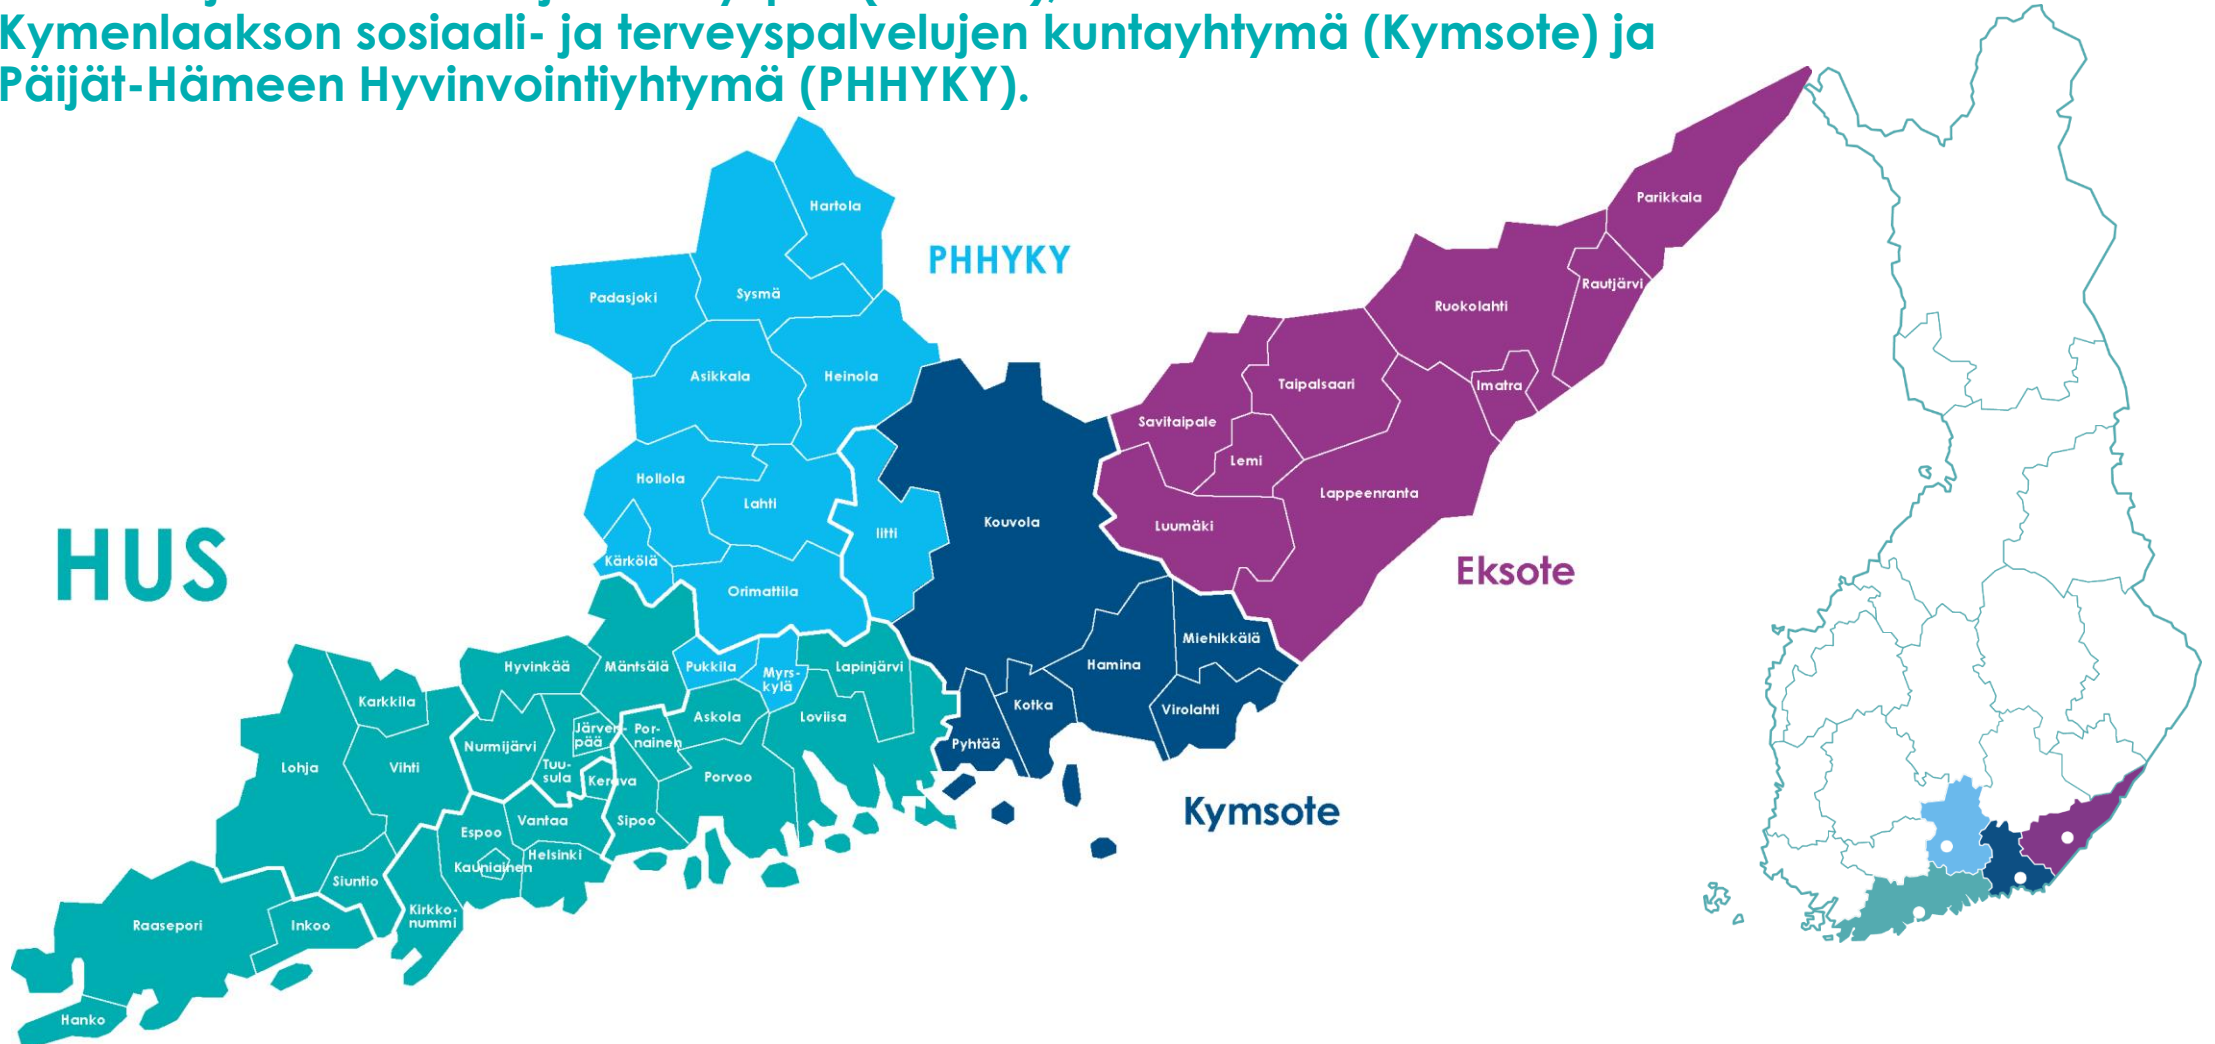 Kymenlaakson sosiaali- ja terveyspalvelujen kuntayhtymä (Kymsote) ja
Päijät-Hämeen Hyvinvointiyhtymä (PHHYKY).
Hartola
Parikkala
PHHYKY
Padasjoki
Sysmä
Rautjärvi
Ruokolahti
Asikkala
Heinola
Taipalsaari
Imatra
Savitaipale
Lemi
Hollola
Lahti
Lappeenranta
Kouvola
Luumäki
Iitti
HUS
Kärkölä
Eksote
Orimattila
Miehikkälä
Hyvinkää
Mäntsälä
Pukkila
Myrs-
kylä
Lapinjärvi
Hamina
Karkkila
Kotka
Virolahti
Askola
Loviisa
Järven-
pää
Por-
nainen
Nurmijärvi
Pyhtää
Lohja
Vihti
Tuu-
sula
Kerava
Porvoo
Kymsote
Espoo
Vantaa
Sipoo
Kauniainen
Helsinki
Siuntio
Kirkko-
nummi
Raasepori
Inkoo
Hanko